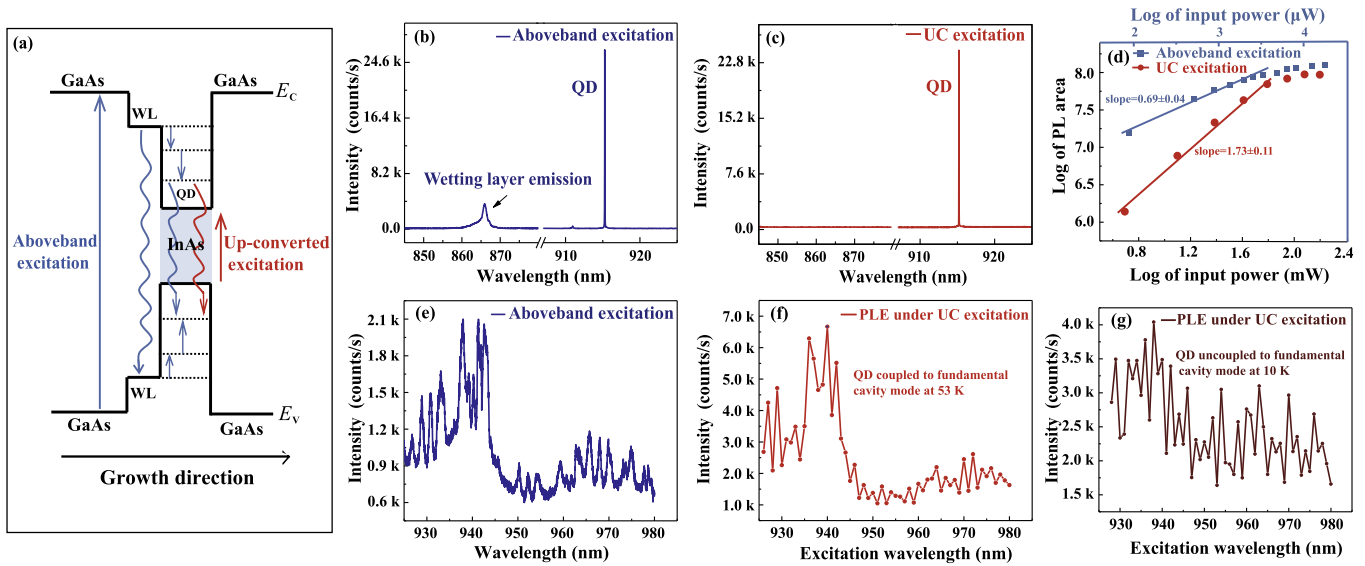 (a)
GaAs
GaAs
E_C
WL
QD
InAs
Aboveband
excitation
Up-converted
excitation
WL
GaAs
GaAs
E_V
Growth direction
(b)
Aboveband excitation
QD
Wetting layer emission
Intensity (counts/s)
24.6 k
16.4 k
8.2 k
0.0
850
860
870
910
920
Wavelength (nm)
(c)
UC excitation
QD
Intensity (counts/s)
22.8 k
15.2 k
7.6 k
0.0
850
860
870
910
920
Wavelength (nm)
Log of input power (μW)
2
3
4
(d)
Aboveband excitation
UC excitation
slope=0.69±0.04
slope=1.73±0.11
Log of PL area
8.0
7.5
7.0
6.5
6.0
0.4
0.8
1.2
1.6
2.0
2.4
Log of input power (mW)
(e)
Aboveband excitation
Intensity (counts/s)
2.1 k
1.8 k
1.5 k
1.2 k
0.9 k
0.6 k
930
940
950
960
970
980
Wavelength (nm)
(f)
PLE under UC excitation
QD coupled to fundamental
cavity mode at 53 K
Intensity (counts/s)
7.0 k
6.0 k
5.0 k
4.0 k
3.0 k
2.0 k
1.0 k
930
940
950
960
970
980
Excitation wavelength (nm)
(g)
PLE under UC excitation
QD uncoupled to fundamental
cavity mode at 10 K
Intensity (counts/s)
4.0 k
3.5 k
3.0 k
2.5 k
2.0 k
1.5 k
930
940
950
960
970
980
Excitation wavelength (nm)